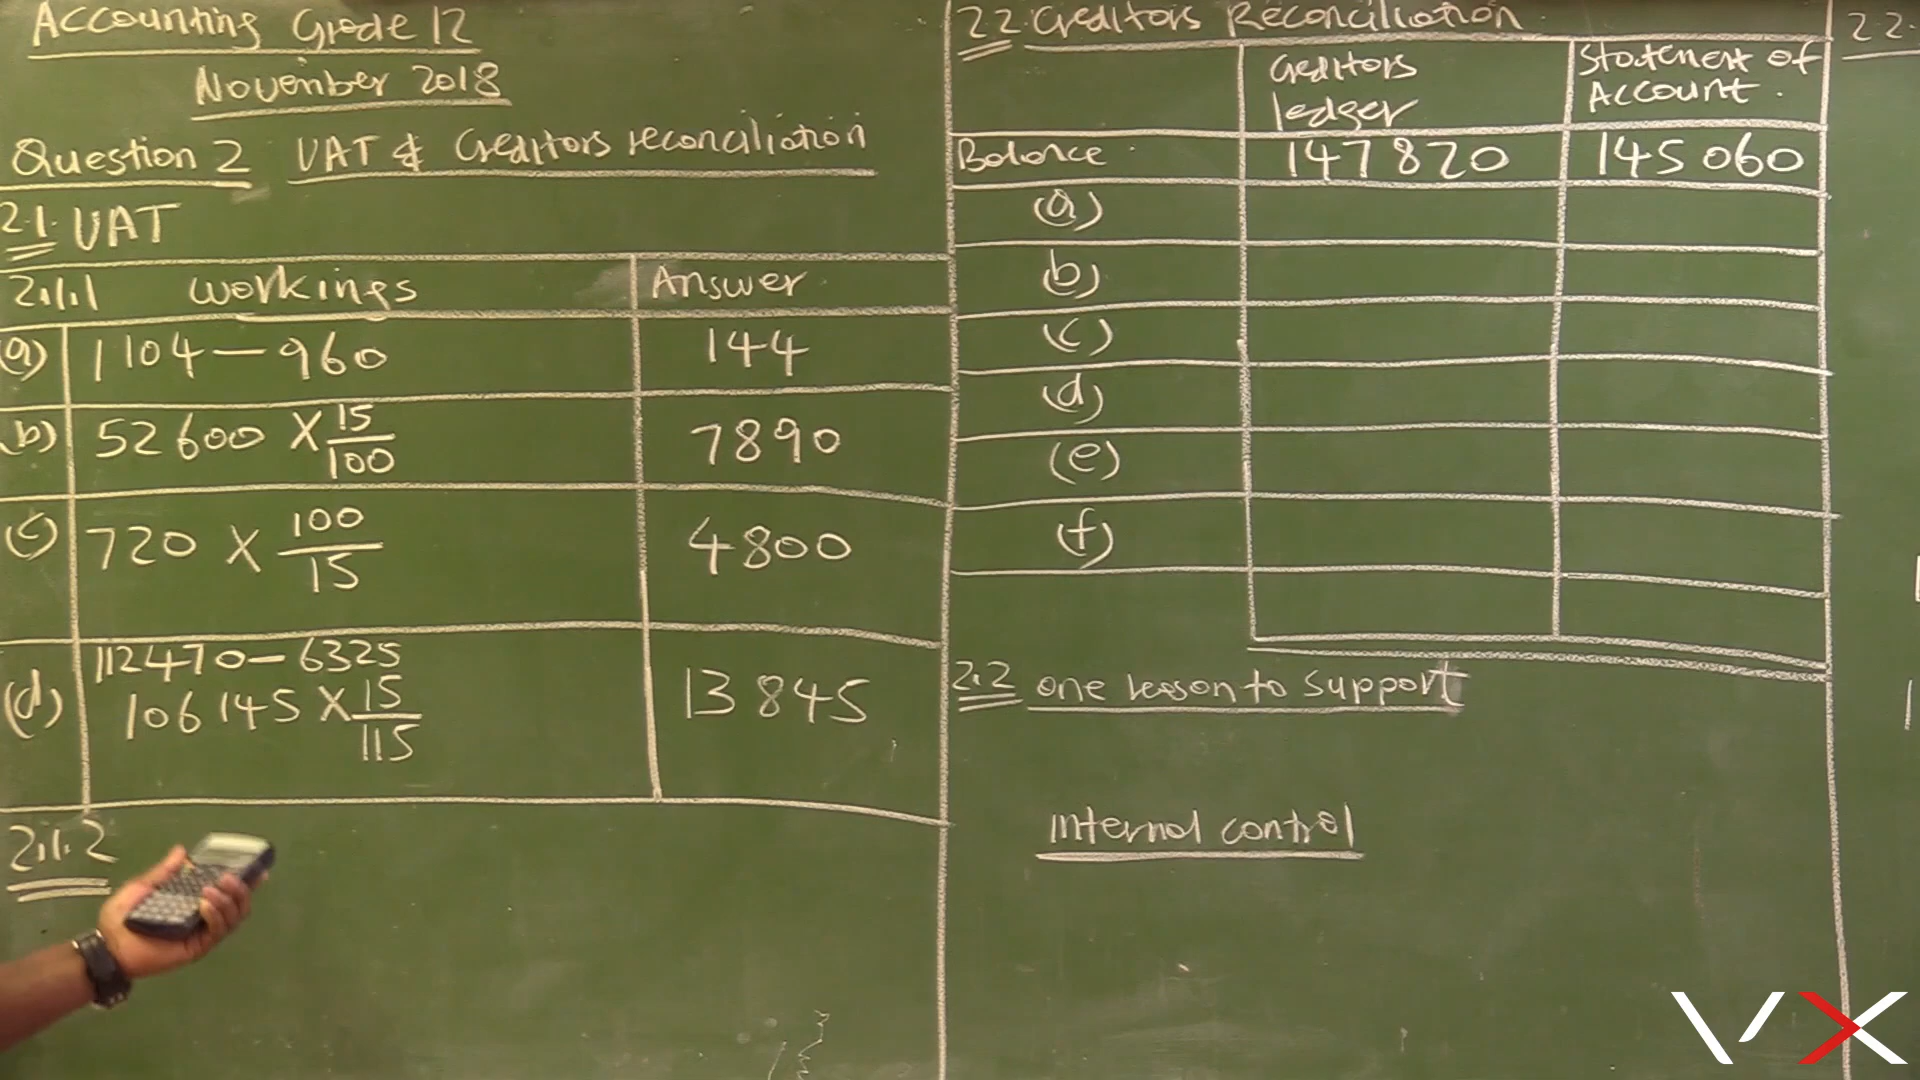 Accounting Grade 12
November 2018
Question 2 VAT & Creditors reconciliation
2.1. VAT
2.1.1 workings Answer
(a) 1104 — 960 144
(b) 52600 × 15/100 7890
(c) 720 × 100/15 4800
(d) 112470 — 6325
106145 × 15/115 13845
2.1.2
2.2. Creditors Reconciliation
Creditors ledger
Statement of Account.
Balance 147820 145060
(a)
(b)
(c)
(d)
(e)
(f)
2.2 one lesson to support
internal control
2.2.
VX